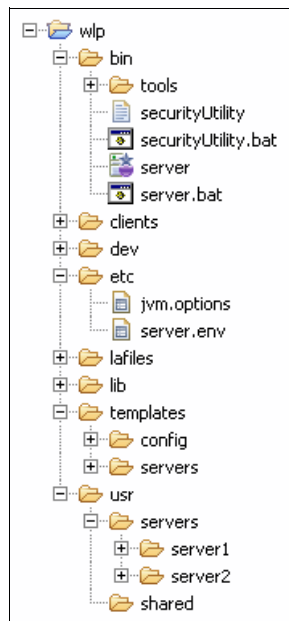 wlp
bin
tools
securityUtility
securityUtility.bat
server
server.bat
clients
dev
etc
jvm.options
server.env
lafiles
lib
templates
config
servers
usr
servers
server1
server2
shared